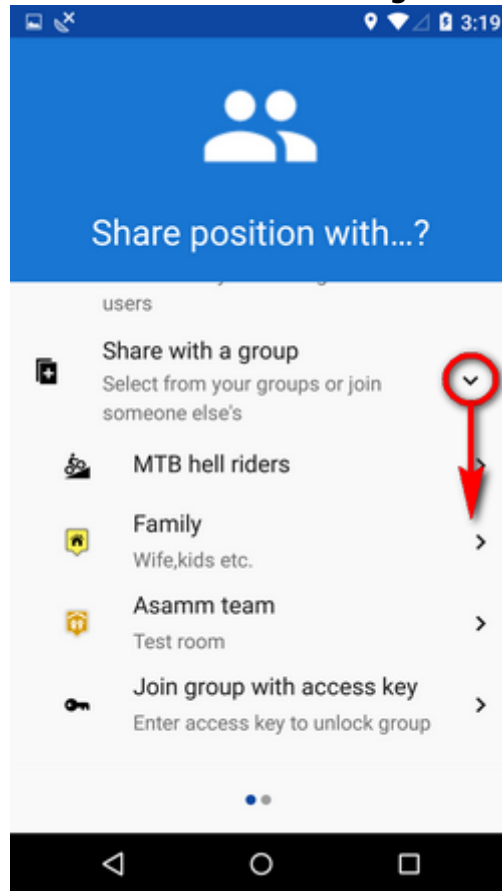 3:19
Share position with...?
users
Share with a group
Select from your groups or join
someone else's
MTB hell riders
Family
Wife,kids etc.
Asamm team
Test room
Join group with access key
Enter access key to unlock group